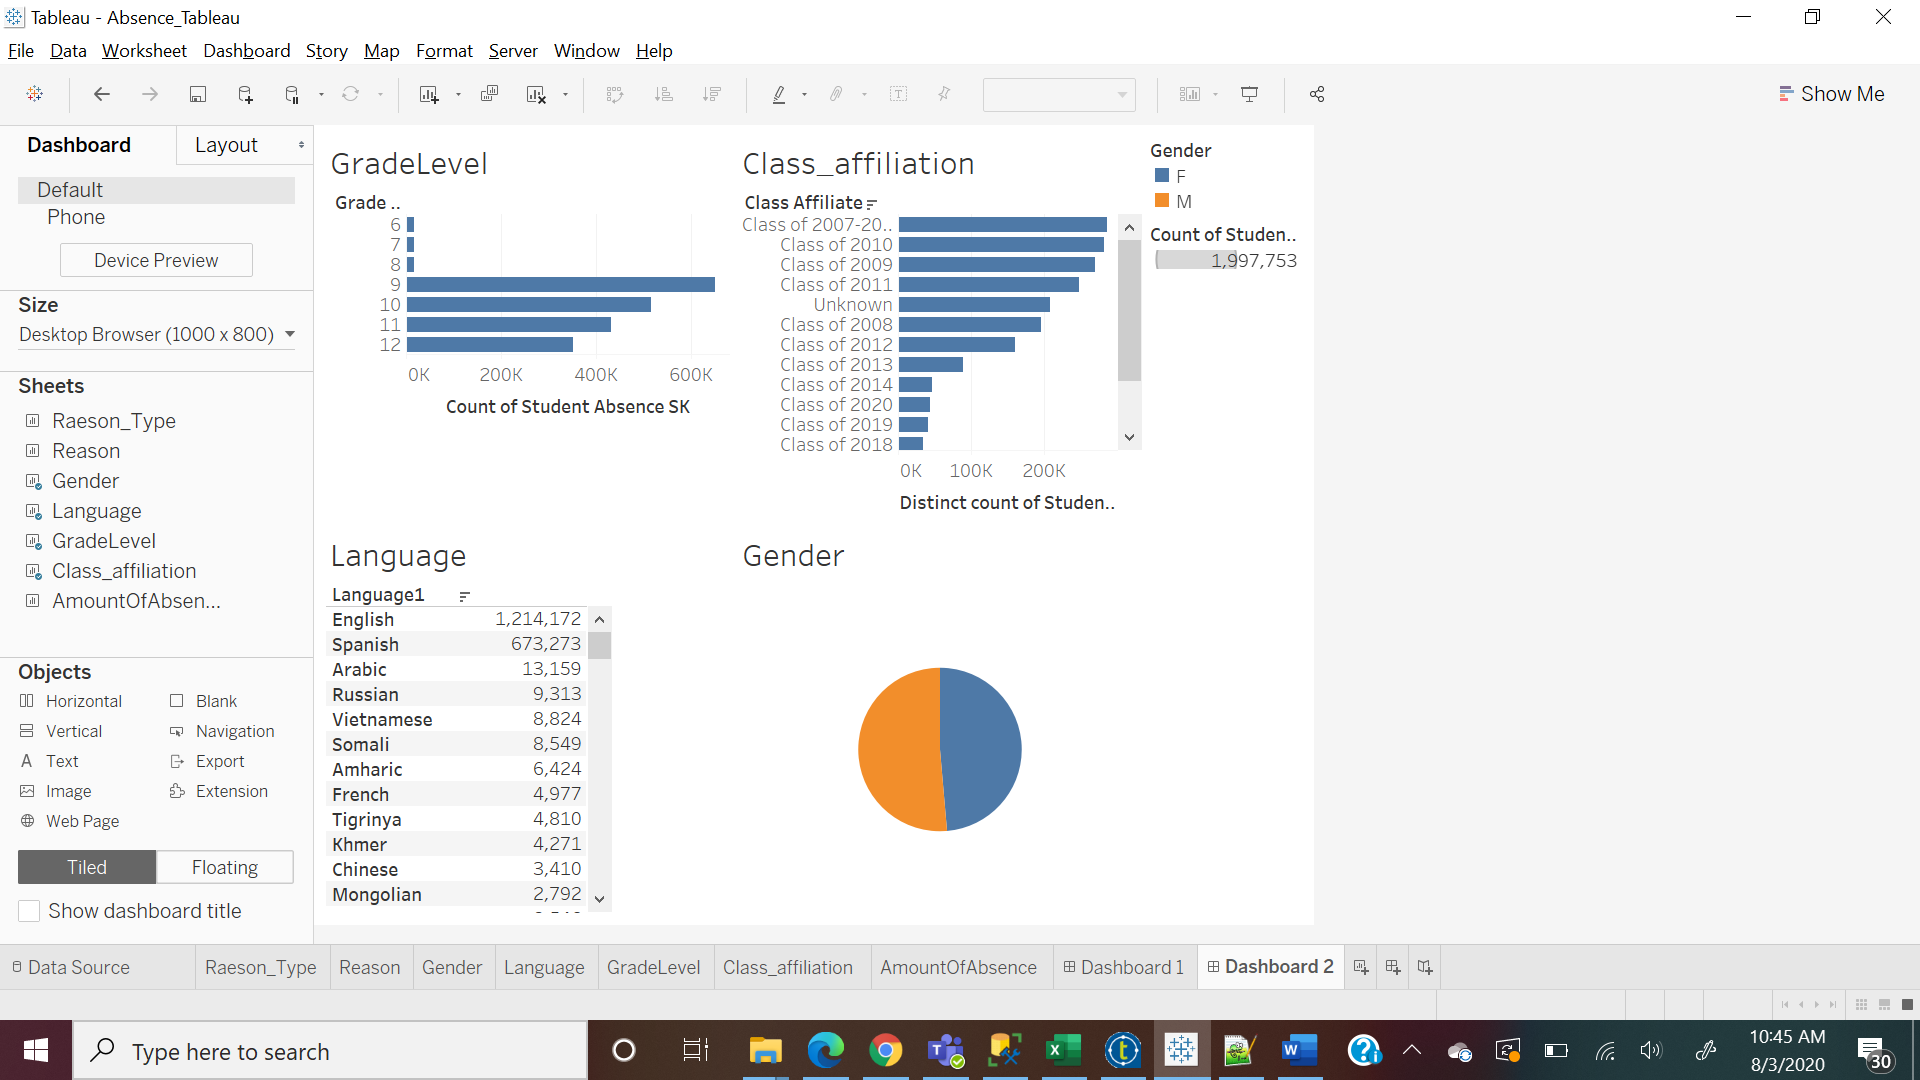 Tableau - Absence_Tableau
File Data Worksheet Dashboard Story Map Format Server Window Help
Show Me
Dashboard Layout
Default
Phone
Device Preview
Size
Desktop Browser (1000 x 800)
Sheets
Raeson_Type
Reason
Gender
Language
GradeLevel
Class_affiliation
AmountOfAbsen...
Objects
Horizontal Blank
Vertical Navigation
A Text Export
Image Extension
Web Page
Tiled Floating
Show dashboard title
GradeLevel
Grade ..
6
7
8
9
10
11
12
0K 200K 400K 600K
Count of Student Absence SK
Class_affiliation
Class Affiliate
Class of 2007-20..
Class of 2010
Class of 2009
Class of 2011
Unknown
Class of 2008
Class of 2012
Class of 2013
Class of 2014
Class of 2020
Class of 2019
Class of 2018
0K 100K 200K
Distinct count of Studen..
Gender
F
M
Count of Studen..
1,997,753
Language
Language1
English 1,214,172
Spanish 673,273
Arabic 13,159
Russian 9,313
Vietnamese 8,824
Somali 8,549
Amharic 6,424
French 4,977
Tigrinya 4,810
Khmer 4,271
Chinese 3,410
Mongolian 2,792
Gender
Data Source Raeson_Type Reason Gender Language GradeLevel Class_affiliation AmountOfAbsence Dashboard 1 Dashboard 2
Type here to search
10:45 AM
8/3/2020
30